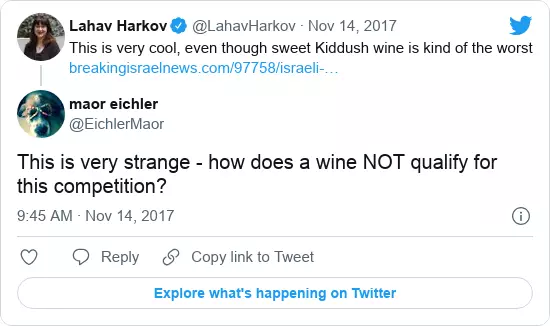 Lahav Harkov @LahavHarkov · Nov 14, 2017
This is very cool, even though sweet Kiddush wine is kind of the worst
breakingisraelnews.com/97758/israeli-…
maor eichler
@EichlerMaor
This is very strange - how does a wine NOT qualify for
this competition?
9:45 AM · Nov 14, 2017
Reply Copy link to Tweet
Explore what's happening on Twitter